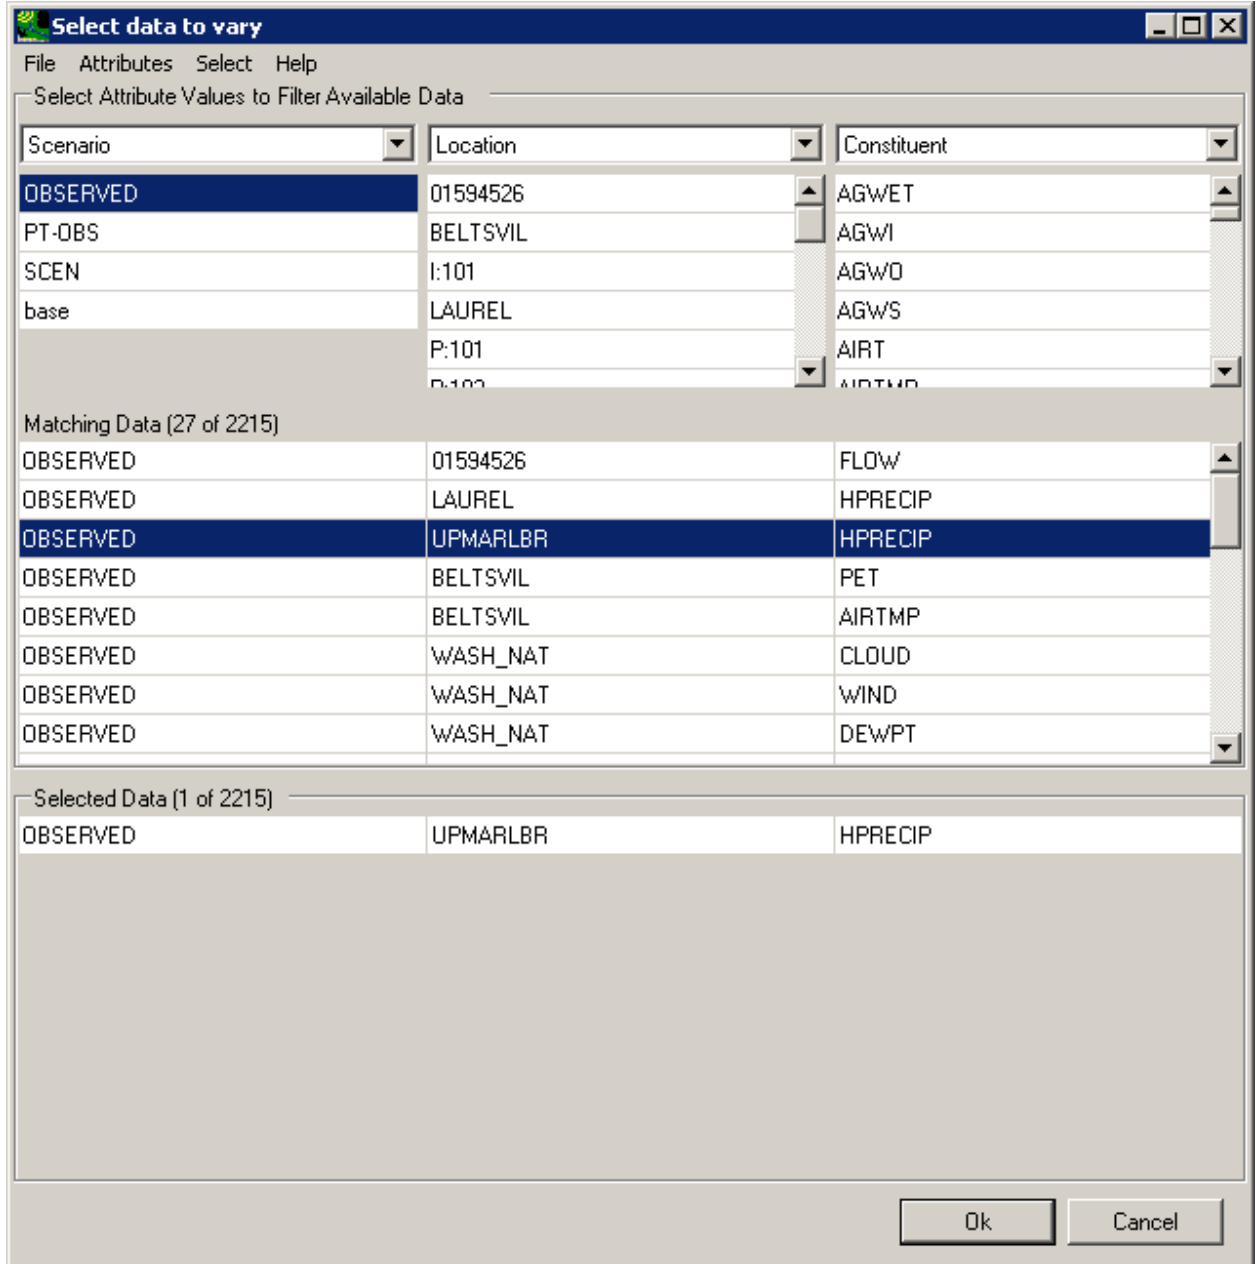 Select data to vary
File Attributes Select Help
Select Attribute Values to Filter Available Data
Scenario Location Constituent
OBSERVED 01594526 AGWET
PT-OBS BELTSVIL AGWI
SCEN I:101 AGWO
base LAUREL AGWS
P:101 AIRT
P:102 AIRTMP
Matching Data (27 of 2215)
OBSERVED 01594526 FLOW
OBSERVED LAUREL HPRECIP
OBSERVED UPMARLBR HPRECIP
OBSERVED BELTSVIL PET
OBSERVED BELTSVIL AIRTMP
OBSERVED WASH_NAT CLOUD
OBSERVED WASH_NAT WIND
OBSERVED WASH_NAT DEWPT
Selected Data (1 of 2215)
OBSERVED UPMARLBR HPRECIP
Ok Cancel